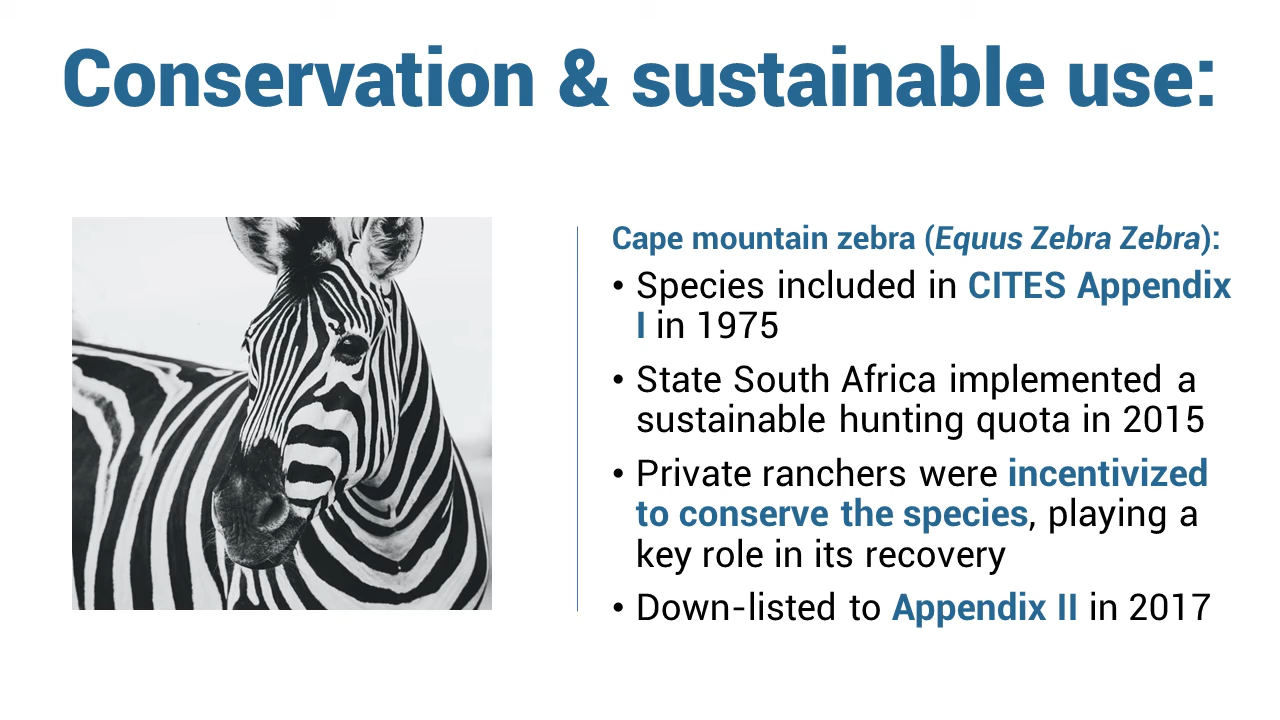 Conservation & sustainable use:
Cape mountain zebra (Equus Zebra Zebra):
• Species included in CITES Appendix
I in 1975
• State South Africa implemented a
sustainable hunting quota in 2015
• Private ranchers were incentivized
to conserve the species, playing a
key role in its recovery
• Down-listed to Appendix II in 2017